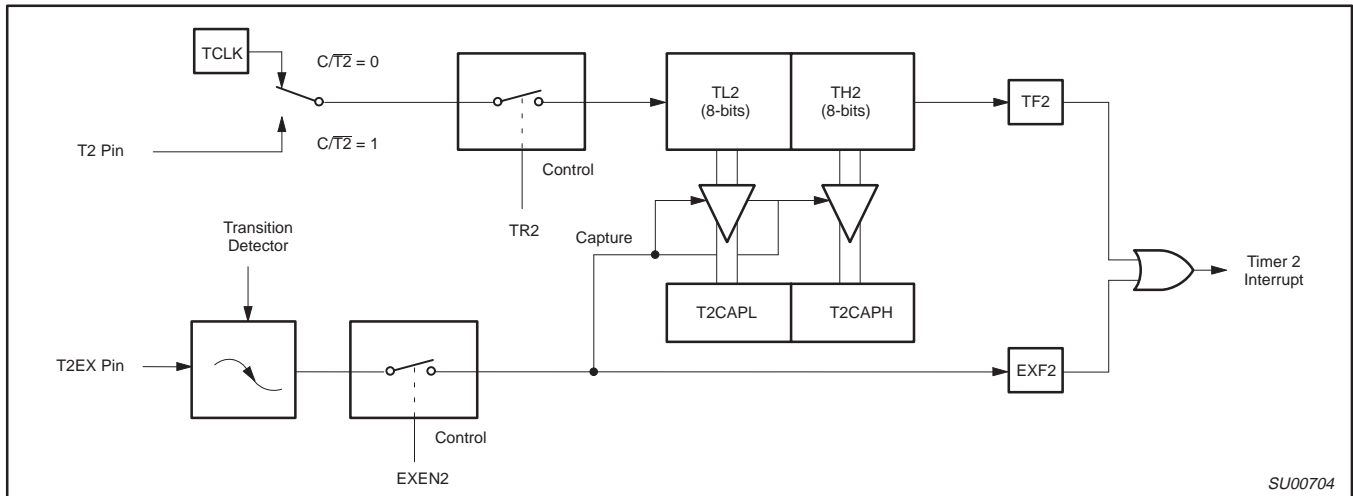 TCLK
C/T2 = 0
C/T2 = 1
T2 Pin
Control
TR2
TL2
(8-bits)
TH2
(8-bits)
TF2
Transition
Detector
Capture
T2CAPL
T2CAPH
Timer 2
Interrupt
T2EX Pin
Control
EXEN2
EXF2
SU00704